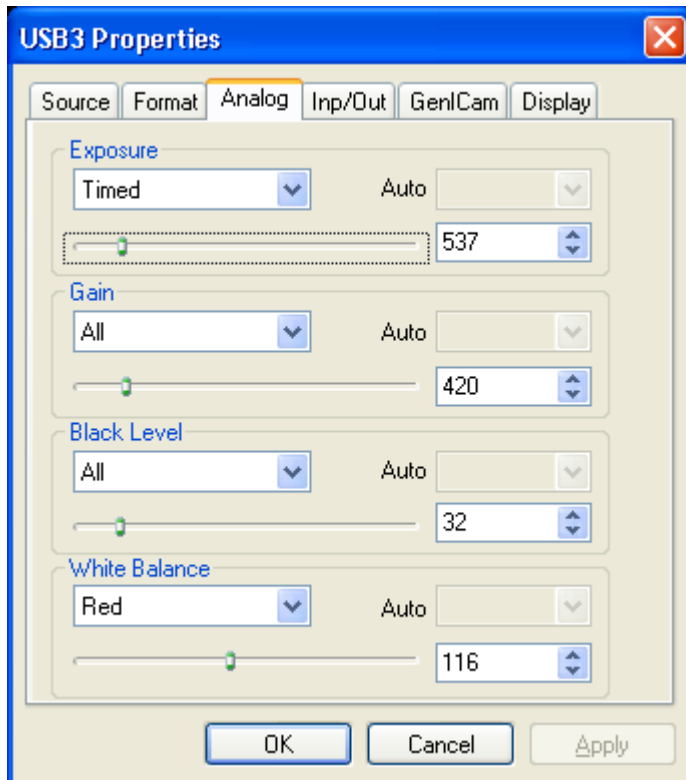 USB3 Properties
Source Format Analog Inp/Out GenICam Display
Exposure
Timed Auto
537
Gain
All Auto
420
Black Level
All Auto
32
White Balance
Red Auto
116
OK Cancel Apply